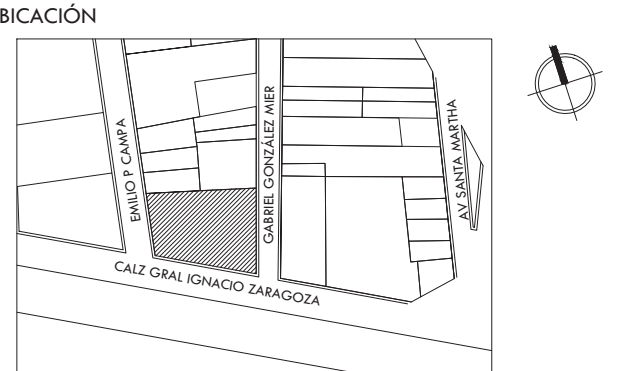 BICACIÓN
EMILIO P CAMPA
GABRIEL GONZÁLEZ MIER
AV SANTA MARTHA
CALZ GRAL IGNACIO ZARAGOZA